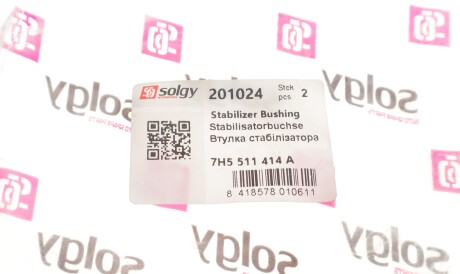 solgy
solgy 201024 Stck pcs 2
Stabilizer Bushing
Stabilisatorbuchse
Втулка стабілізатора
7H5 511 414 A
8 418578 010611
solgy
solgy
solgy
solgy